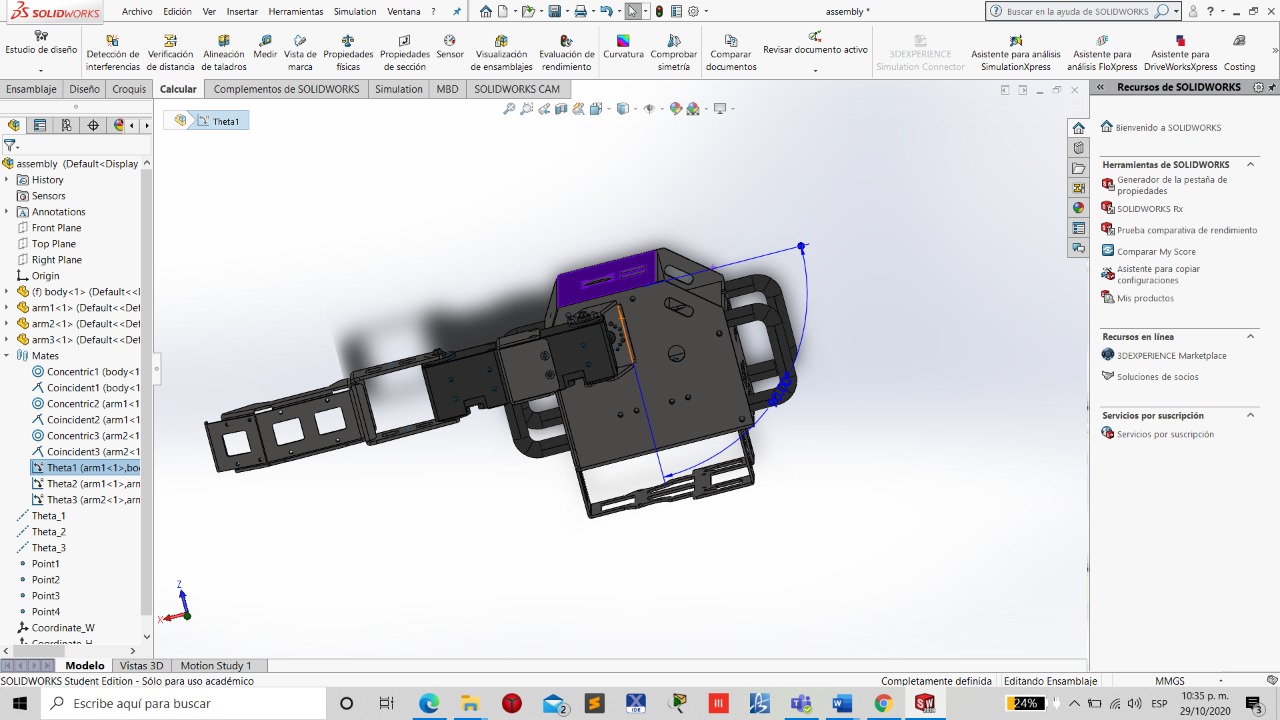 SOLIDWORKS
Archivo Edición Ver Insertar Herramientas Simulation Ventana ? assembly * Buscar en la ayuda de SOLIDWORKS ?
Estudio de diseño
Detección de interferencias
Verificación de distancia
Alineación de taladro
Medir
Vista de marca
Propiedades físicas
Propiedades de sección
Sensor
Visualización de ensamblajes
Evaluación de rendimiento
Curvatura
Comprobar simetría
Comparar documentos
Revisar documento activo
3DEXPERIENCE Simulation Connector
Asistente para análisis SimulationXpress
Asistente para análisis FloXpress
Asistente para DriveWorksXpress
Costing
Ensamblaje Diseño Croquis Calcular Complementos de SOLIDWORKS Simulation MBD SOLIDWORKS CAM
Theta1
assembly (Default<Display
History
Sensors
Annotations
Front Plane
Top Plane
Right Plane
Origin
(f) body<1> (Default<<I
arm1<1> (Default<<Def
arm2<1> (Default<<Def
arm3<1> (Default<<Def
Mates
Concentric1 (body<1
Coincident1 (body<1
Concentric2 (arm1<1
Coincident2 (arm1<1
Concentric3 (arm2<1
Coincident3 (arm2<1
Theta1 (arm1<1>,boo
Theta2 (arm1<1>,arm
Theta3 (arm2<1>,arm
Theta_1
Theta_2
Theta_3
Point1
Point2
Point3
Point4
Coordinate_W
Coordinate_H
Z
X
Modelo Vistas 3D Motion Study 1
SOLIDWORKS Student Edition - Sólo para uso académico
Completamente definida Editando Ensamblaje MMGS
Recursos de SOLIDWORKS
Bienvenido a SOLIDWORKS
Herramientas de SOLIDWORKS
Generador de la pestaña de
propiedades
SOLIDWORKS Rx
Prueba comparativa de rendimiento
Comparar My Score
Asistente para copiar
configuraciones
Mis productos
Recursos en línea
3DEXPERIENCE Marketplace
Soluciones de socios
Servicios por suscripción
Servicios por suscripción
Escribe aquí para buscar
24%
ESP
10:35 p. m.
29/10/2020
3